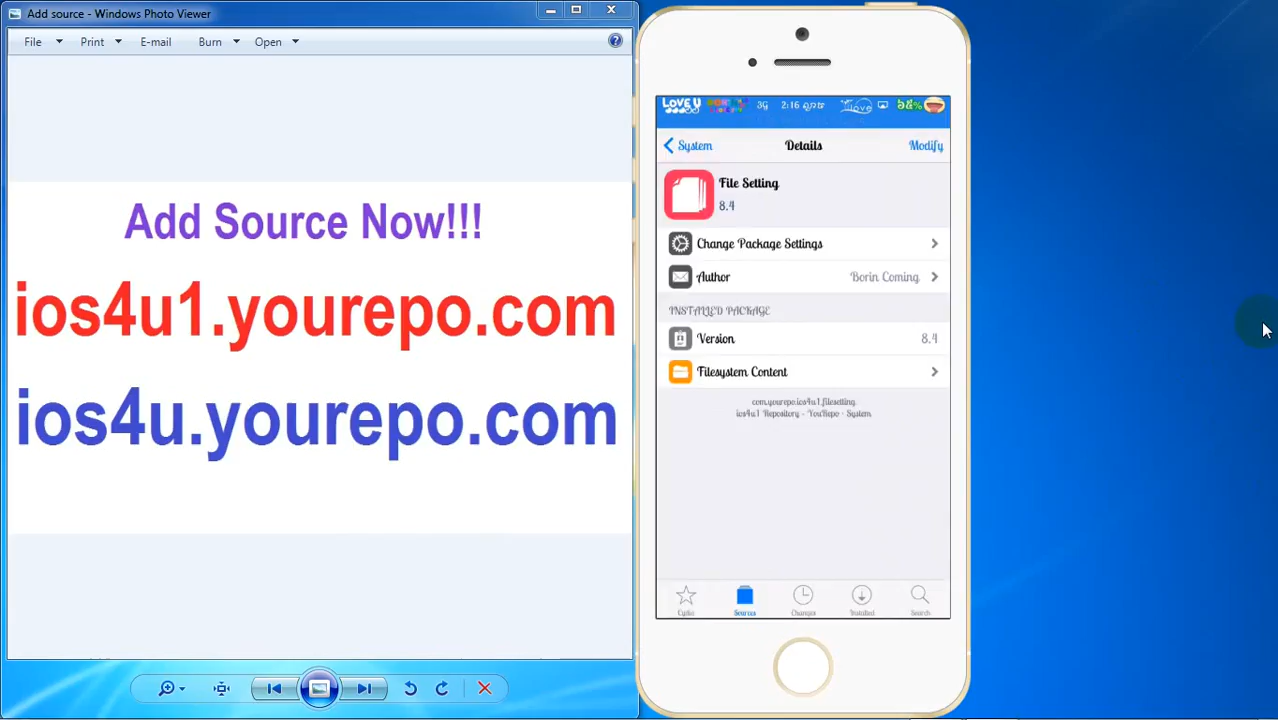 Add source - Windows Photo Viewer
File Print E-mail Burn Open
Add Source Now!!!
ios4u1.yourepo.com
ios4u.yourepo.com
LOVE U
3G
2:16
love
%
System
Details
Modify
File Setting
8.4
Change Package Settings
Author
Borin Coming
INSTALLED PACKAGE
Version
8.4
Filesystem Content
com.yourepo.ios4u1.filesetting
ios4u1 Repository - YouRepo - System
Cydia
Sources
Changes
Installed
Search